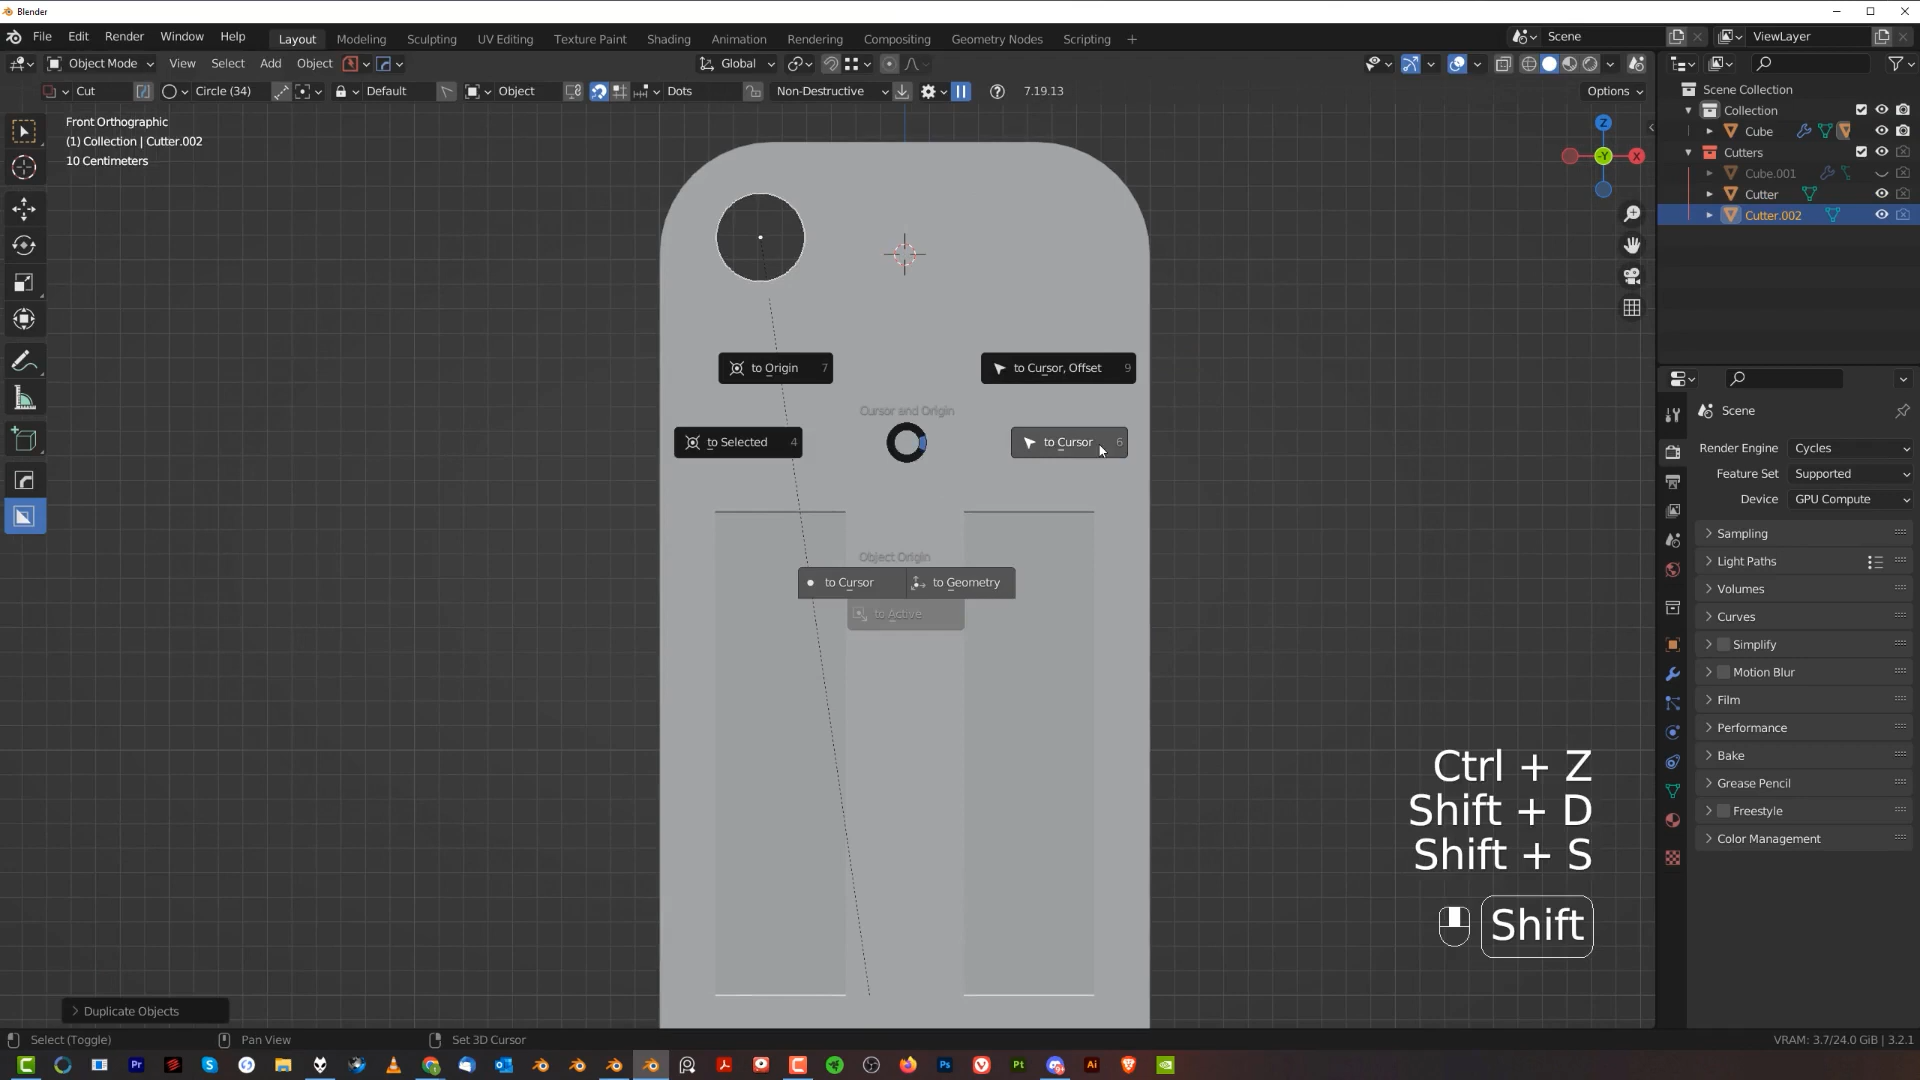 Blender
File Edit Render Window Help Layout Modeling Sculpting UV Editing Texture Paint Shading Animation Rendering Compositing Geometry Nodes Scripting + Scene ViewLayer
Object Mode View Select Add Object Global
Cut Circle (34) Default Object Dots Non-Destructive 7.19.13 Options
Front Orthographic
(1) Collection | Cutter.002
10 Centimeters
Z
-Y
X
Scene Collection
Collection
Cube
Cutters
Cube.001
Cutter
Cutter.002
to Origin 7
to Cursor, Offset 9
Cursor and Origin
to Selected 4
to Cursor 6
Object Origin
to Cursor
to Geometry
to Active
Scene
Render Engine Cycles
Feature Set Supported
Device GPU Compute
Sampling
Light Paths
Volumes
Curves
Simplify
Motion Blur
Film
Performance
Bake
Grease Pencil
Freestyle
Color Management
Ctrl + Z
Shift + D
Shift + S
Shift
Duplicate Objects
Select (Toggle) Pan View Set 3D Cursor VRAM: 3.7/24.0 GiB | 3.2.1
C Pr S Ps Pt Ai